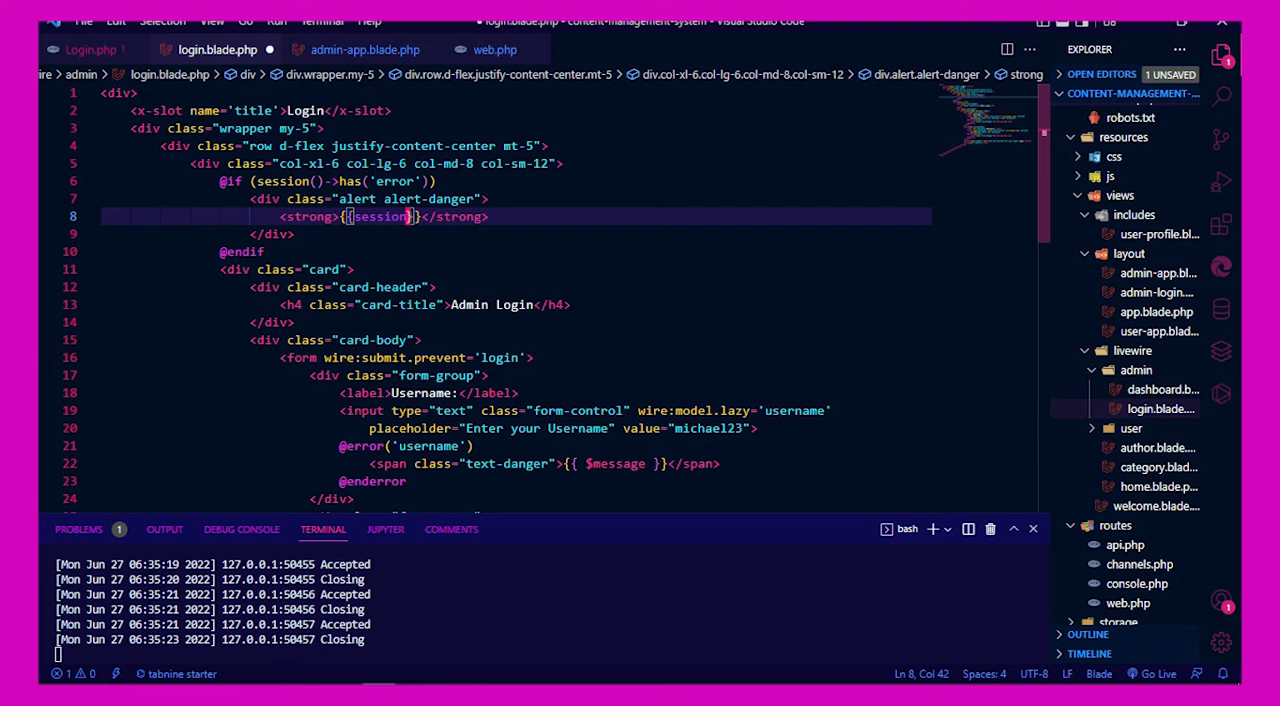 File Edit Selection View Go Run Terminal Help
login.blade.php - content-management-system - Visual Studio Code
Login.php 1
login.blade.php
admin-app.blade.php
web.php
EXPLORER
ire > admin > login.blade.php > div > div.wrapper.my-5 > div.row.d-flex.justify-content-center.mt-5 > div.col-xl-6.col-lg-6.col-md-8.col-sm-12 > div.alert.alert-danger > strong
1 <div>
2 <x-slot name='title'>Login</x-slot>
3 <div class="wrapper my-5">
4 <div class="row d-flex justify-content-center mt-5">
5 <div class="col-xl-6 col-lg-6 col-md-8 col-sm-12">
6 @if (session()->has('error'))
7 <div class="alert alert-danger">
8 <strong>{{session}}</strong>
9 </div>
10 @endif
11 <div class="card">
12 <div class="card-header">
13 <h4 class="card-title">Admin Login</h4>
14 </div>
15 <div class="card-body">
16 <form wire:submit.prevent='login'>
17 <div class="form-group">
18 <label>Username:</label>
19 <input type="text" class="form-control" wire:model.lazy='username'
20 placeholder="Enter your Username" value="michael23">
21 @error('username')
22 <span class="text-danger">{{ $message }}</span>
23 @enderror
24 </div>
OPEN EDITORS 1 UNSAVED
CONTENT-MANAGEMENT-...
robots.txt
resources
css
js
views
includes
user-profile.bl...
layout
admin-app.bl...
admin-login....
app.blade.php
user-app.blad...
livewire
admin
dashboard.b...
login.blade....
user
author.blade....
category.blad...
home.blade.p...
welcome.blade....
routes
api.php
channels.php
console.php
web.php
storage
OUTLINE
TIMELINE
1
1
PROBLEMS 1 OUTPUT DEBUG CONSOLE TERMINAL JUPYTER COMMENTS
bash
[Mon Jun 27 06:35:19 2022] 127.0.0.1:50455 Accepted
[Mon Jun 27 06:35:20 2022] 127.0.0.1:50455 Closing
[Mon Jun 27 06:35:21 2022] 127.0.0.1:50456 Accepted
[Mon Jun 27 06:35:21 2022] 127.0.0.1:50456 Closing
[Mon Jun 27 06:35:21 2022] 127.0.0.1:50457 Accepted
[Mon Jun 27 06:35:23 2022] 127.0.0.1:50457 Closing
1 0 tabnine starter
Ln 8, Col 42 Spaces: 4 UTF-8 LF Blade Go Live